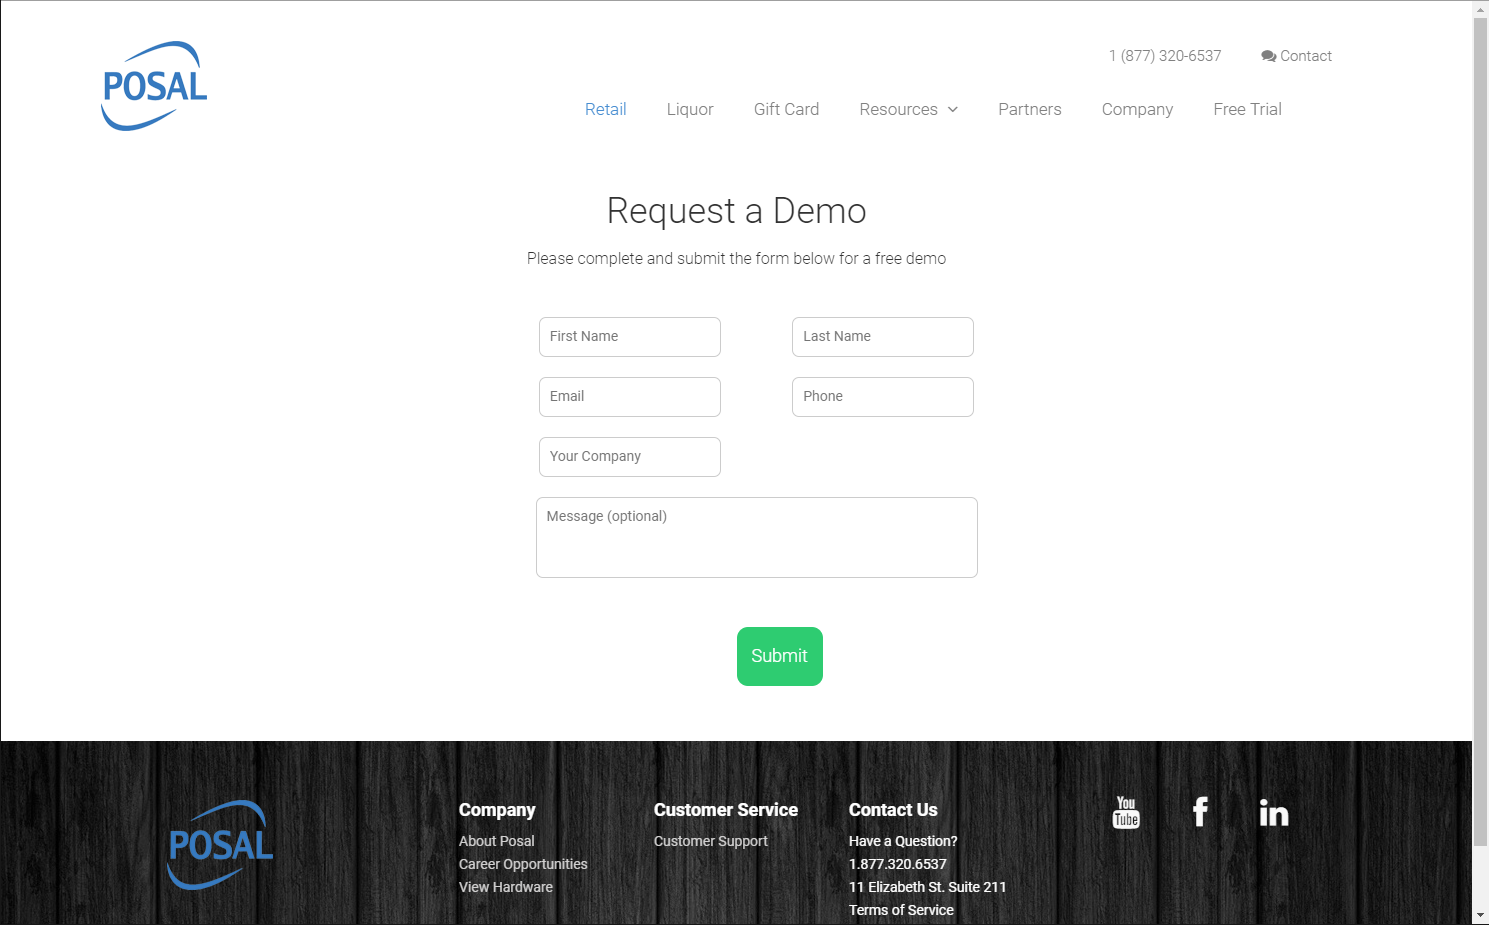 POSAL
1 (877) 320-6537 Contact
Retail Liquor Gift Card Resources Partners Company Free Trial
Request a Demo
Please complete and submit the form below for a free demo
First Name Last Name
Email Phone
Your Company
Message (optional)
Submit
POSAL
Company
About Posal
Career Opportunities
View Hardware
Customer Service
Customer Support
Contact Us
Have a Question?
1.877.320.6537
11 Elizabeth St. Suite 211
Terms of Service
You
Tube
f
in